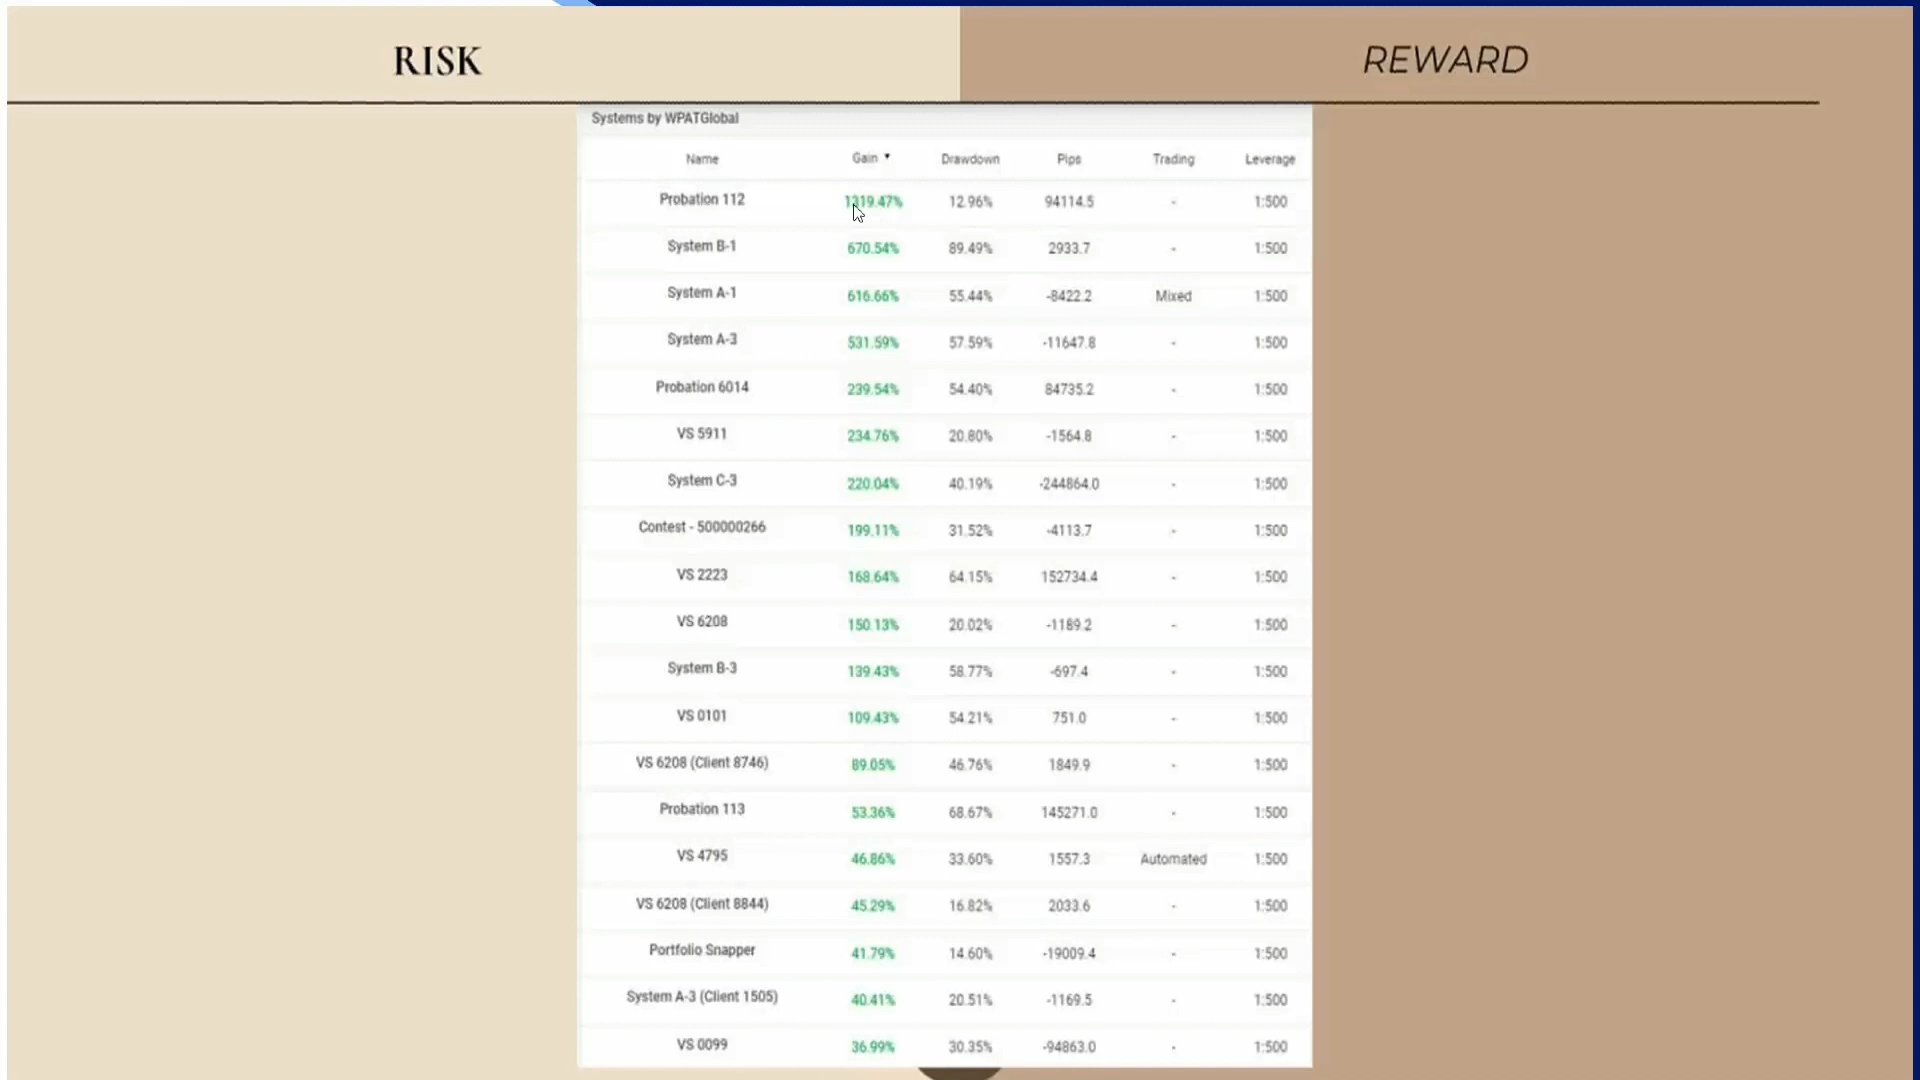 RISK REWARD
Systems by WPATGlobal
Name Gain ▼ Drawdown Pips Trading Leverage
Probation 112 1319.47% 12.96% 94114.5 - 1:500
System B-1 670.54% 89.49% 2933.7 - 1:500
System A-1 616.66% 55.44% -8422.2 Mixed 1:500
System A-3 531.59% 57.59% -11647.8 - 1:500
Probation 6014 239.54% 54.40% 84735.2 - 1:500
VS 5911 234.76% 20.80% -1564.8 - 1:500
System C-3 220.04% 40.19% -244864.0 - 1:500
Contest - 500000266 199.11% 31.52% -4113.7 - 1:500
VS 2223 168.64% 64.15% 152734.4 - 1:500
VS 6208 150.13% 20.02% -1189.2 - 1:500
System B-3 139.43% 58.77% -697.4 - 1:500
VS 0101 109.43% 54.21% 751.0 - 1:500
VS 6208 (Client 8746) 89.05% 46.76% 1849.9 - 1:500
Probation 113 53.36% 68.67% 145271.0 - 1:500
VS 4795 46.86% 33.60% 1557.3 Automated 1:500
VS 6208 (Client 8844) 45.29% 16.82% 2033.6 - 1:500
Portfolio Snapper 41.79% 14.60% -19009.4 - 1:500
System A-3 (Client 1505) 40.41% 20.51% -1169.5 - 1:500
VS 0099 36.99% 30.35% -94863.0 - 1:500